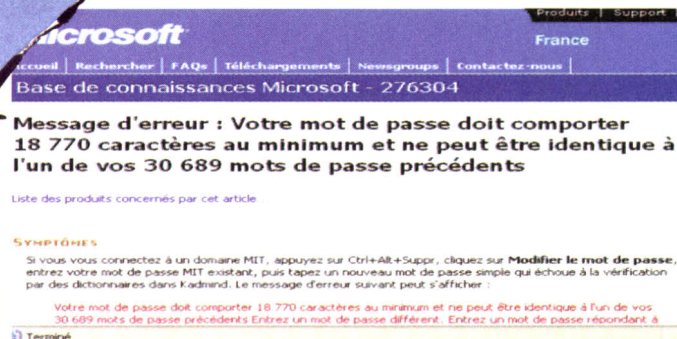 Produits | Support
Microsoft
France
Accueil | Rechercher | FAQs | Téléchargements | Newsgroups | Contactez-nous |
Base de connaissances Microsoft - 276304
Message d'erreur : Votre mot de passe doit comporter
18 770 caractères au minimum et ne peut être identique à
l'un de vos 30 689 mots de passe précédents
Liste des produits concernés par cet article
SYMPTÔMES
Si vous vous connectez à un domaine MIT, appuyez sur Ctrl+Alt+Suppr, cliquez sur Modifier le mot de passe,
entrez votre mot de passe MIT existant, puis tapez un nouveau mot de passe simple qui échoue à la vérification
par des dictionnaires dans Kadmind. Le message d'erreur suivant peut s'afficher :
Votre mot de passe doit comporter 18 770 caractères au minimum et ne peut être identique à l'un de vos
30 689 mots de passe précédents Entrez un mot de passe différent. Entrez un mot de passe répondant à
Terminé